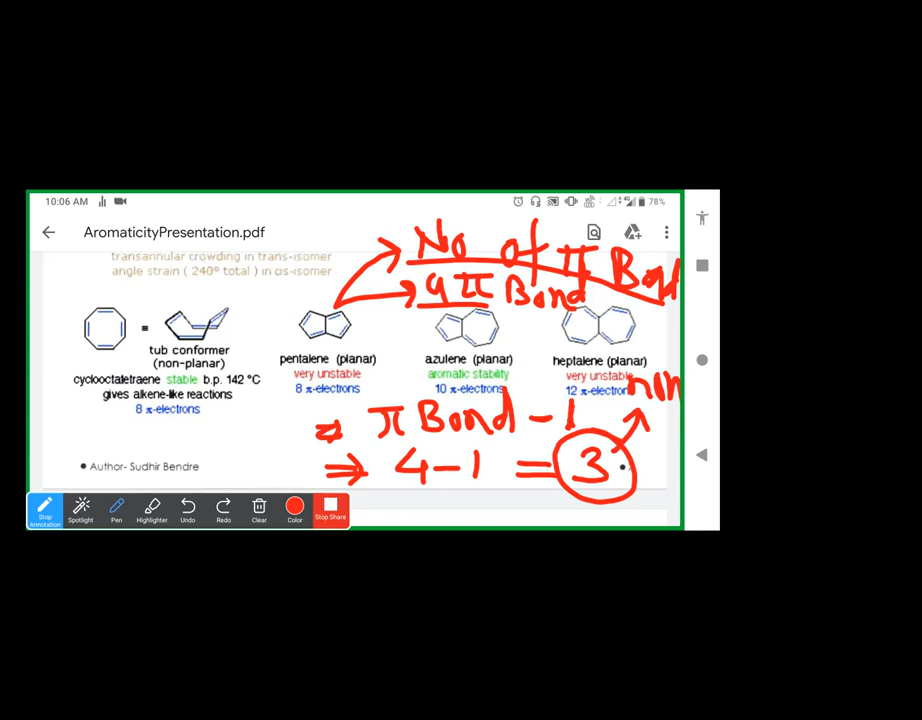 10:06 AM
78%
AromaticityPresentation.pdf
transannular crowding in trans-isomer
angle strain ( 240º total ) in cis-isomer
No of π Bond
4π Bond
=
tub conformer
(non-planar)
cyclooctatetraene stable b.p. 142 °C
gives alkene-like reactions
8 π-electrons
pentalene (planar)
very unstable
8 π-electrons
azulene (planar)
aromatic stability
10 π-electrons
heptalene (planar)
very unstable
12 π-electron
non
⇒ π Bond - 1
⇒ 4 - 1 = 3
• Author- Sudhir Bendre
Stop Annotation
Spotlight
Pen
Highlighter
Undo
Redo
Clear
Color
Stop Share